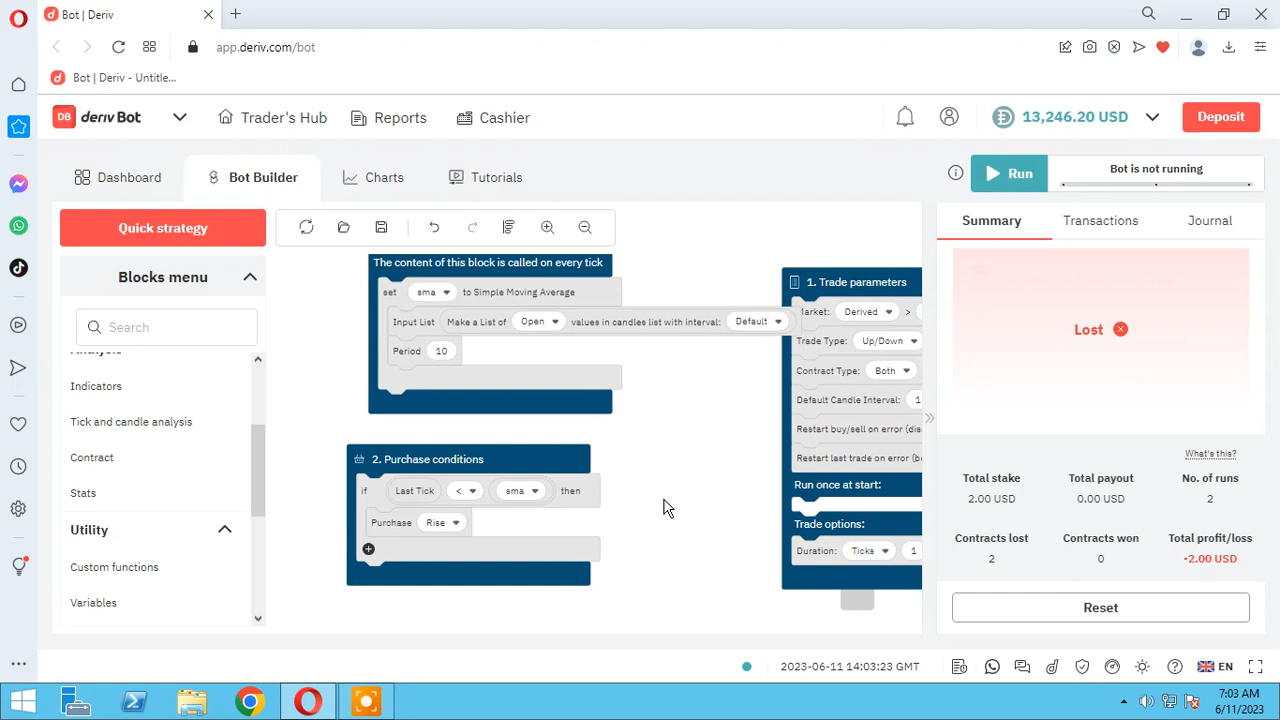 Bot | Deriv
app.deriv.com/bot
Bot | Deriv - Untitle...
DB deriv Bot
Trader's Hub
Reports
Cashier
13,246.20 USD
Deposit
Dashboard
Bot Builder
Charts
Tutorials
Run
Bot is not running
Quick strategy
Summary
Transactions
Journal
Blocks menu
Search
Analysis
Indicators
Tick and candle analysis
Contract
Stats
Utility
Custom functions
Variables
The content of this block is called on every tick
set sma to Simple Moving Average
Input List Make a List of Open values in candles list with interval: Default
Period 10
2. Purchase conditions
if Last Tick < sma then
Purchase Rise
1. Trade parameters
Market: Derived >
Trade Type: Up/Down
Contract Type: Both
Default Candle Interval: 1
Restart buy/sell on error (dis
Restart last trade on error (b
Run once at start:
Trade options:
Duration: Ticks 1
Lost
What's this?
Total stake
2.00 USD
Total payout
0.00 USD
No. of runs
2
Contracts lost
2
Contracts won
0
Total profit/loss
-2.00 USD
Reset
2023-06-11 14:03:23 GMT
EN
7:03 AM
6/11/2023